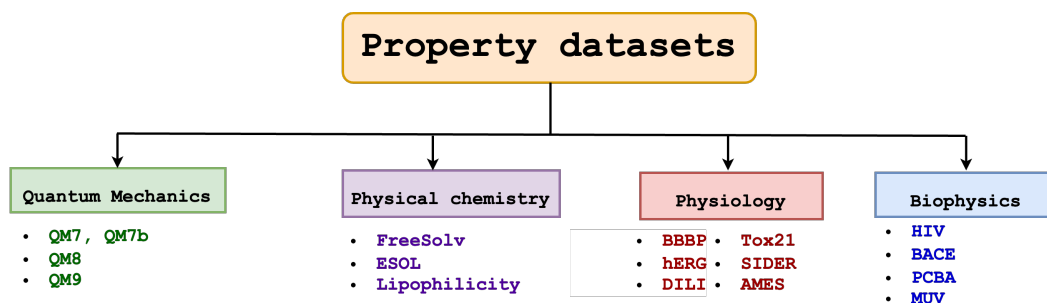 Property datasets
Quantum Mechanics
• QM7, QM7b
• QM8
• QM9
Physical chemistry
• FreeSolv
• ESOL
• Lipophilicity
Physiology
• BBBP • Tox21
• hERG • SIDER
• DILI • AMES
Biophysics
• HIV
• BACE
• PCBA
• MUV